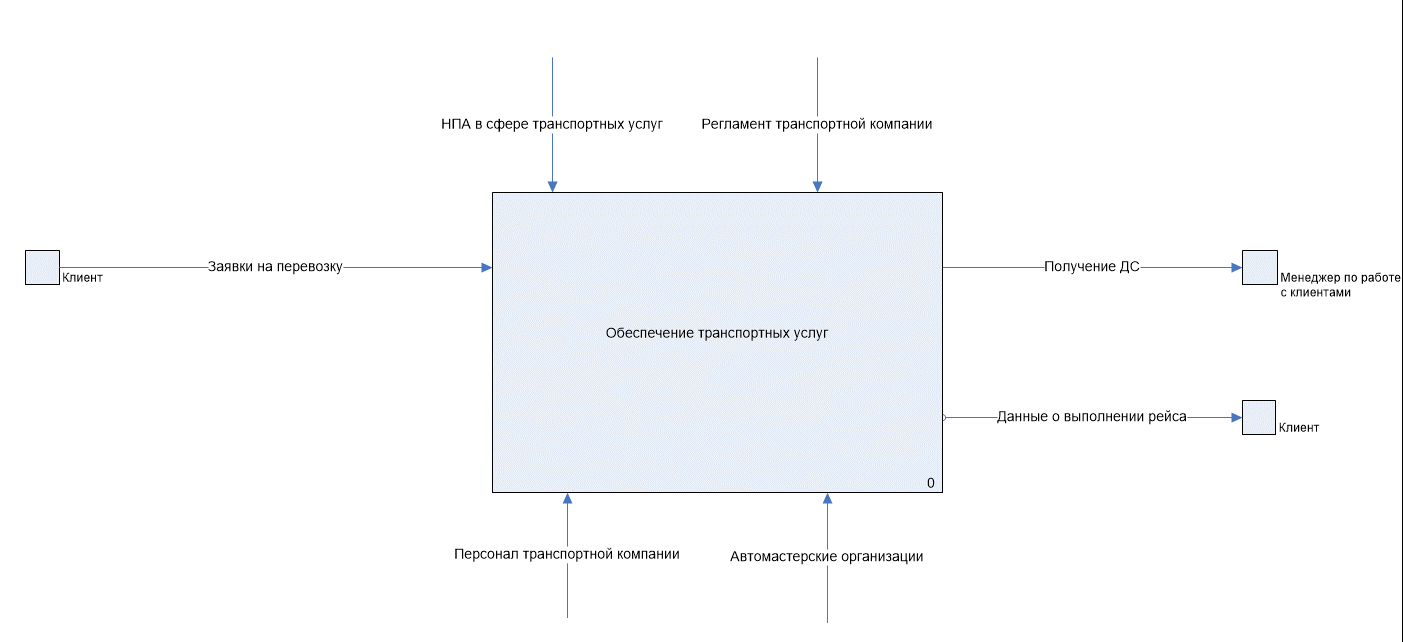 НПА в сфере транспортных услуг
Регламент транспортной компании
Заявки на перевозку
Клиент
Получение ДС
Менеджер по работе
с клиентами
Обеспечение транспортных услуг
Данные о выполнении рейса
Клиент
0
Персонал транспортной компании
Автомастерские организации